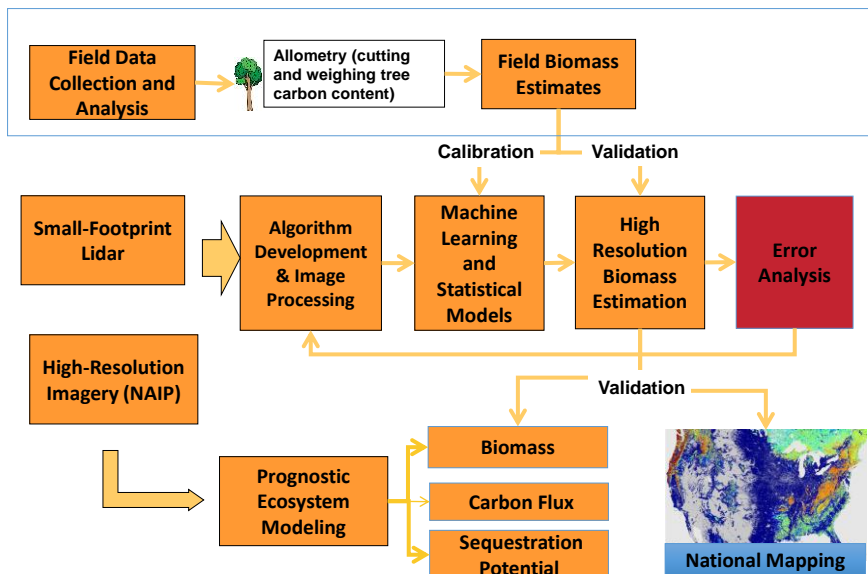 Field Data
Collection and
Analysis
Allometry (cutting
and weighing tree
carbon content)
Field Biomass
Estimates
Calibration
Validation
Small-Footprint
Lidar
Algorithm
Development
& Image
Processing
Machine
Learning
and
Statistical
Models
High
Resolution
Biomass
Estimation
Error
Analysis
High-Resolution
Imagery (NAIP)
Validation
Prognostic
Ecosystem
Modeling
Biomass
Carbon Flux
Sequestration
Potential
National Mapping